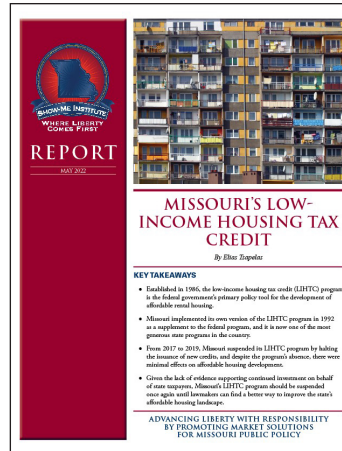 SHOW-ME INSTITUTE
WHERE LIBERTY
COMES FIRST
REPORT
MAY 2022
MISSOURI'S LOW-
INCOME HOUSING TAX
CREDIT
By Elias Tsapelas
KEY TAKEAWAYS
• Established in 1986, the low-income housing tax credit (LIHTC) program
is the federal government's primary policy tool for the development of
affordable rental housing.
• Missouri implemented its own version of the LIHTC program in 1992
as a supplement to the federal program, and it is now one of the most
generous state programs in the country.
• From 2017 to 2019, Missouri suspended its LIHTC program by halting
the issuance of new credits, and despite the program's absence, there were
minimal effects on affordable housing development.
• Given the lack of evidence supporting continued investment on behalf
of state taxpayers, Missouri's LIHTC program should be suspended
once again until lawmakers can find a better way to improve the state's
affordable housing landscape.
ADVANCING LIBERTY WITH RESPONSIBILITY
BY PROMOTING MARKET SOLUTIONS
FOR MISSOURI PUBLIC POLICY